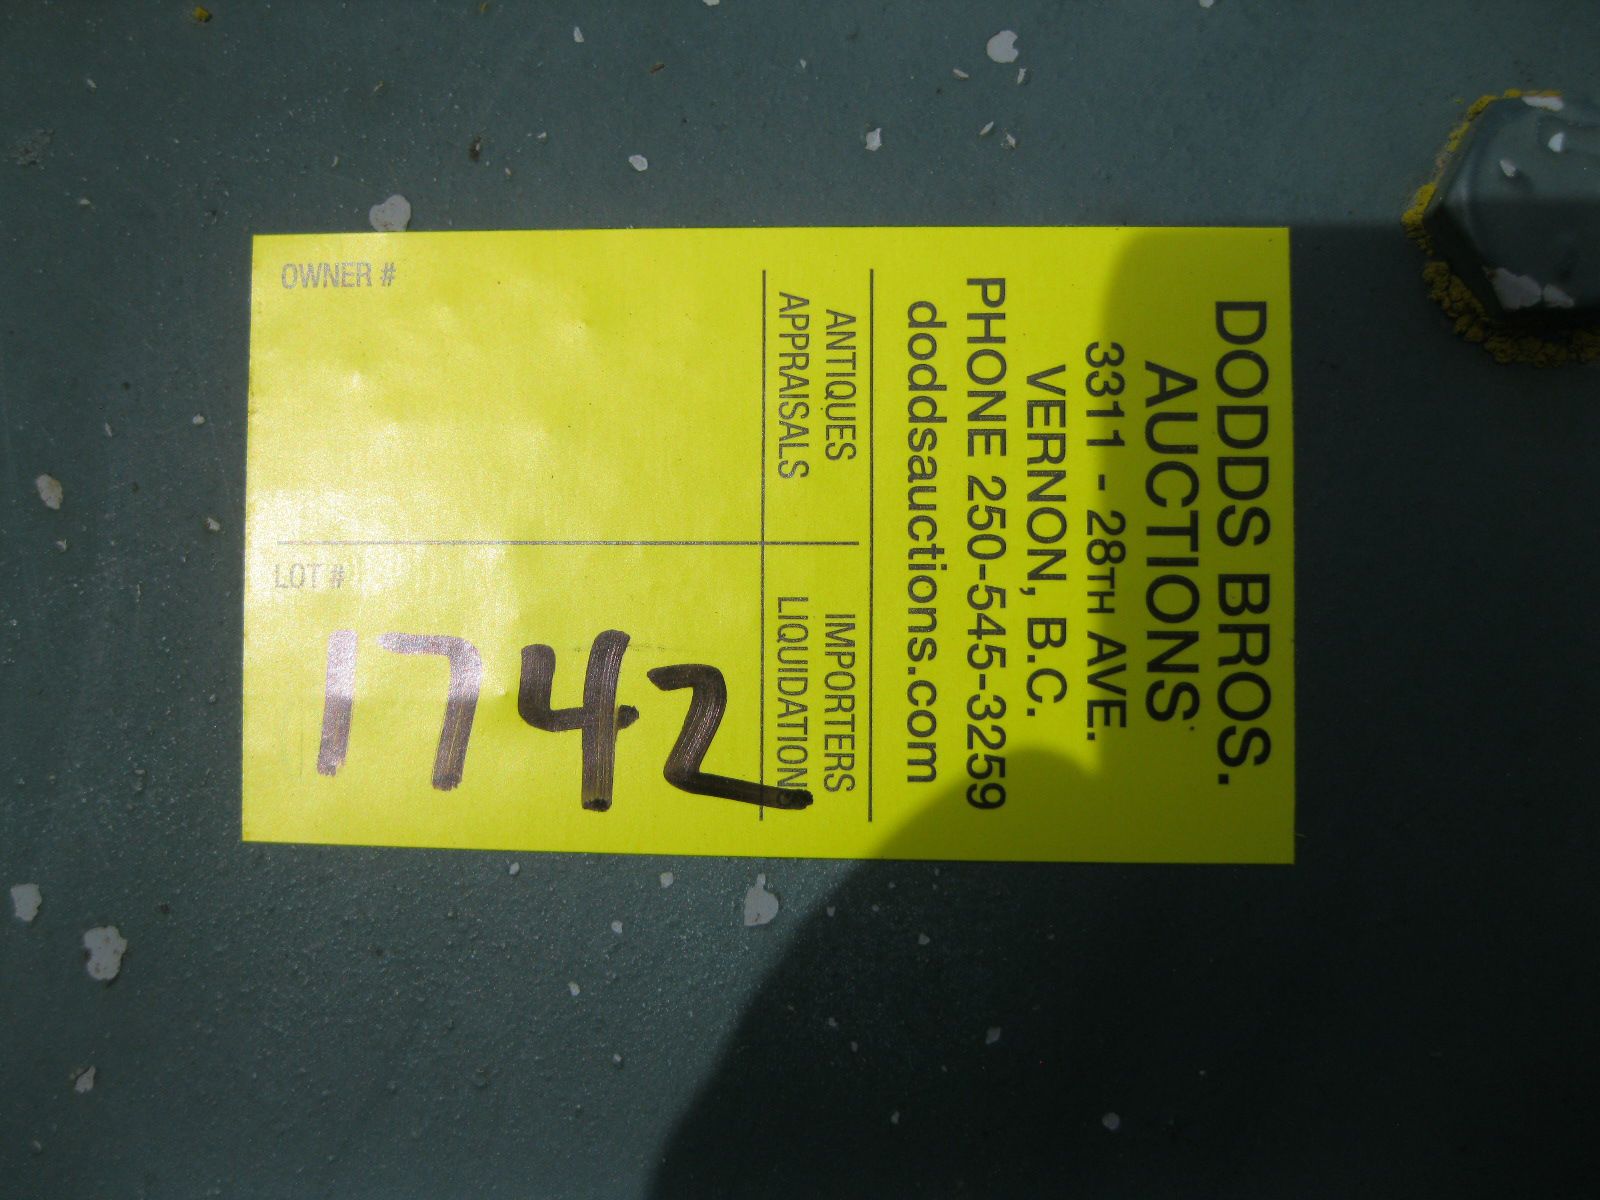 DODDS BROS.
AUCTIONS
3311 - 28TH AVE.
VERNON, B.C.
PHONE 250-545-3259
doddsauctions.com
ANTIQUES
APPRAISALS
IMPORTERS
LIQUIDATION
OWNER #
LOT #
1742